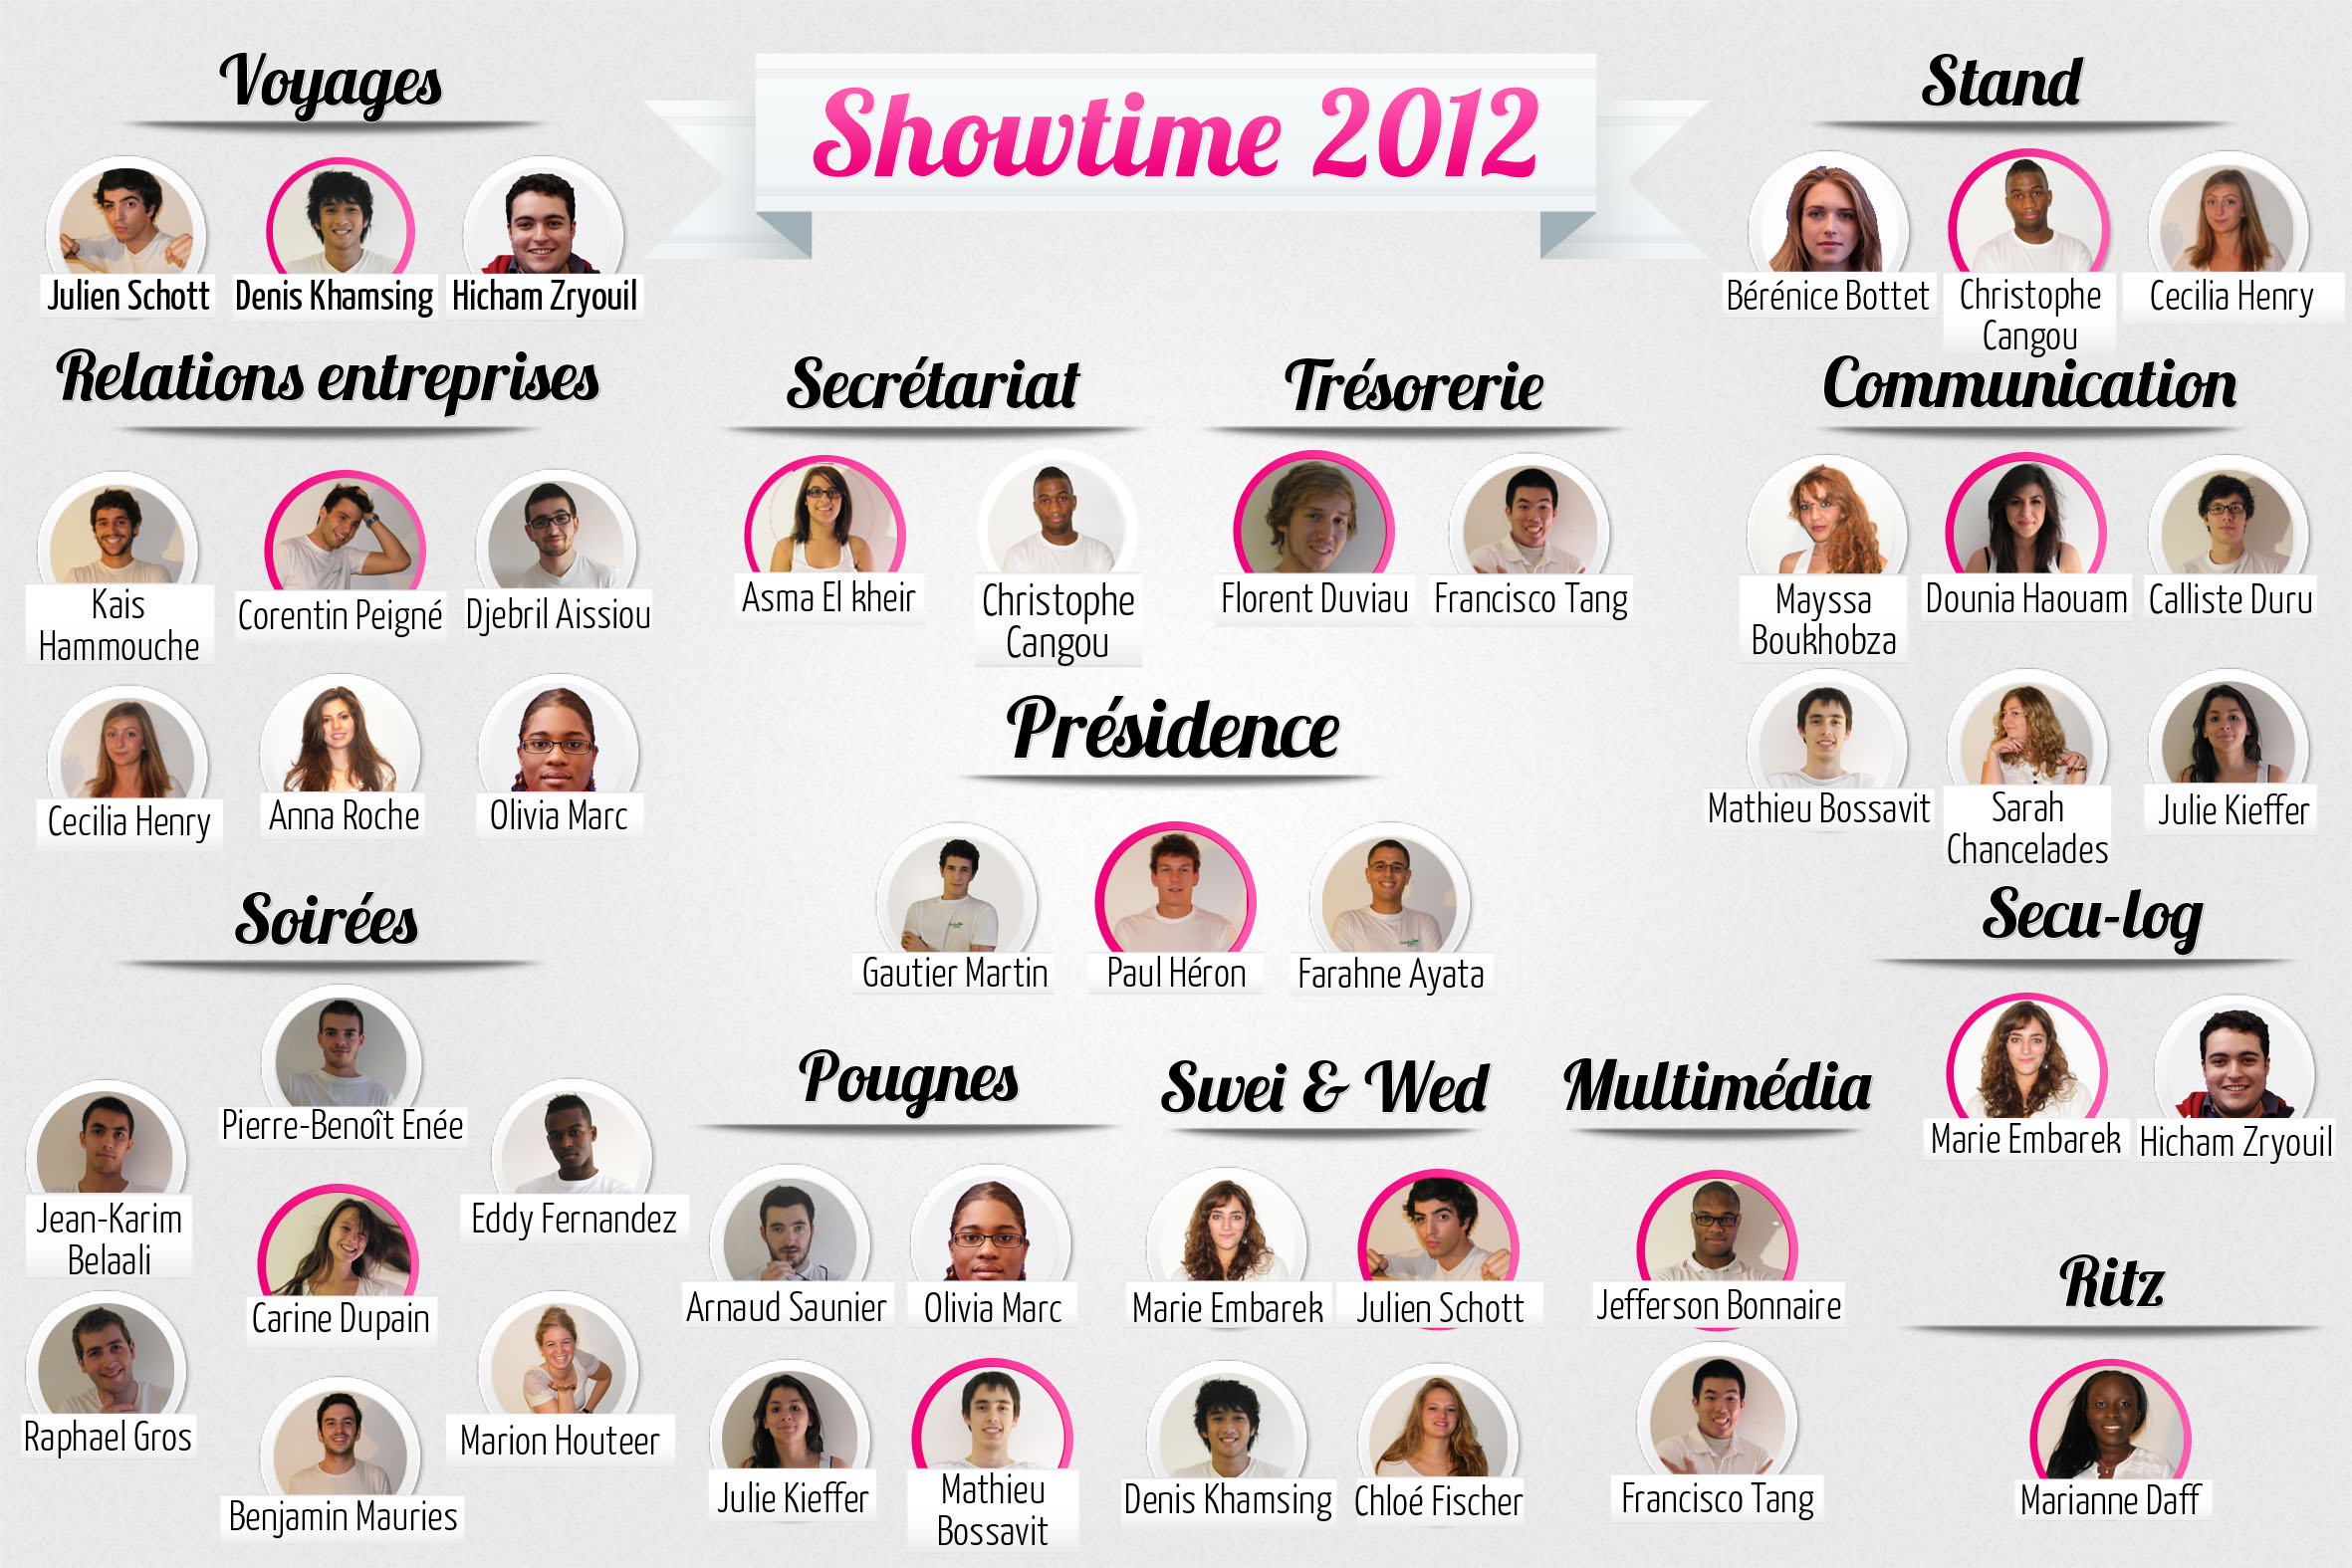 Showtime 2012
Voyages
Julien Schott
Denis Khamsing
Hicham Zryouil
Stand
Bérénice Bottet
Christophe
Cangou
Cecilia Henry
Relations entreprises
Kais
Hammouche
Corentin Peigné
Djebril Aissiou
Cecilia Henry
Anna Roche
Olivia Marc
Secrétariat
Asma El kheir
Christophe
Cangou
Trésorerie
Florent Duviau
Francisco Tang
Communication
Mayssa
Boukhobza
Dounia Haouam
Calliste Duru
Mathieu Bossavit
Sarah
Chancelades
Julie Kieffer
Présidence
Gautier Martin
Paul Héron
Farahne Ayata
Soirées
Pierre-Benoît Enée
Jean-Karim
Belaali
Eddy Fernandez
Carine Dupain
Raphael Gros
Marion Houteer
Benjamin Mauries
Pougnes
Arnaud Saunier
Olivia Marc
Julie Kieffer
Mathieu
Bossavit
Swei & Wed
Marie Embarek
Julien Schott
Denis Khamsing
Chloé Fischer
Multimédia
Jefferson Bonnaire
Francisco Tang
Secu-log
Marie Embarek
Hicham Zryouil
Ritz
Marianne Daff